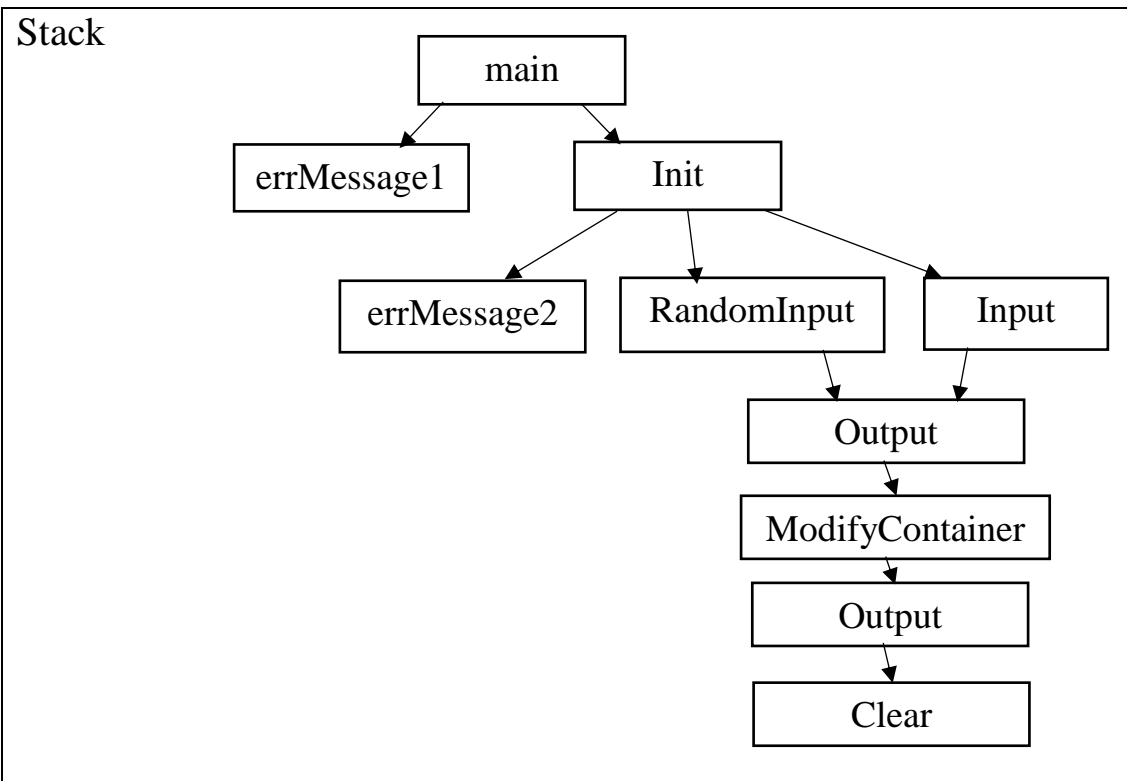 Stack
main
errMessage1
Init
errMessage2
RandomInput
Input
Output
ModifyContainer
Output
Clear